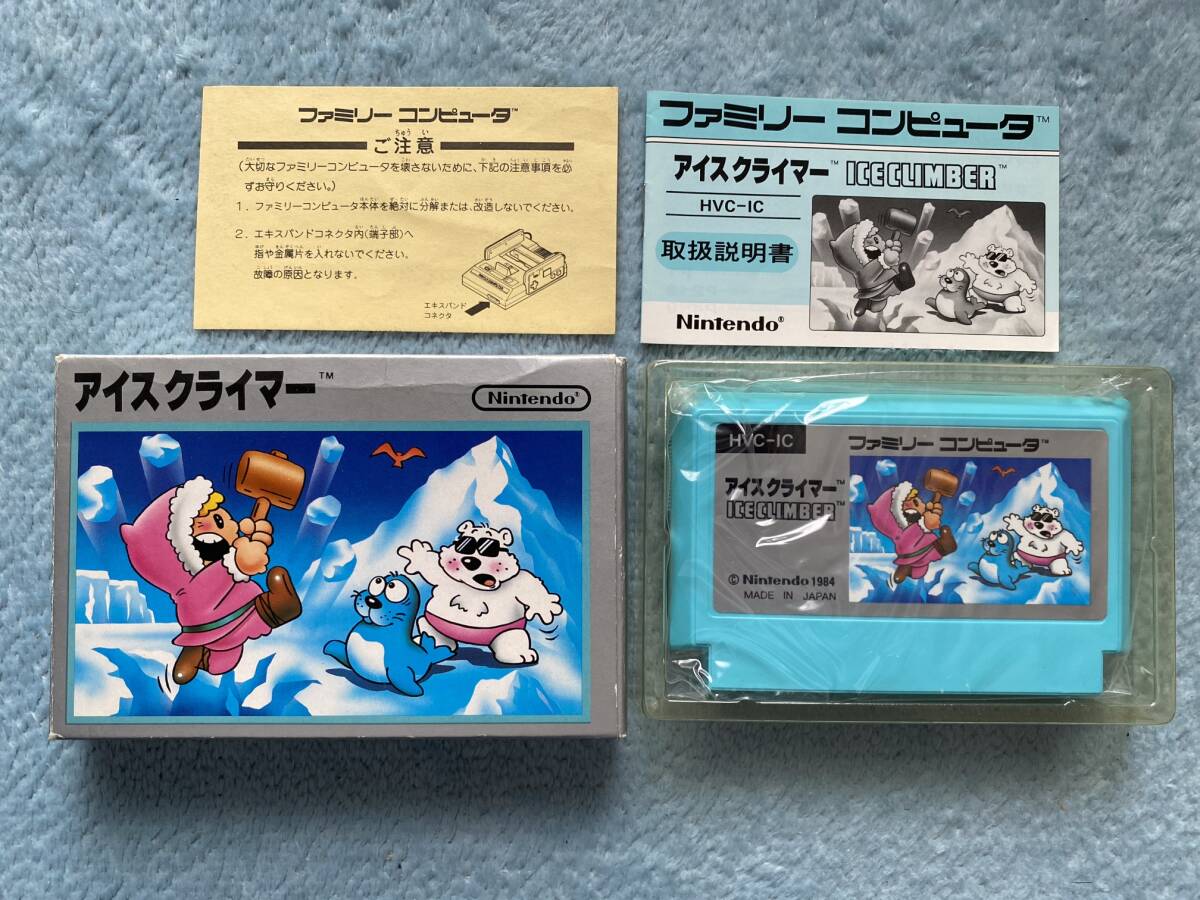 ファミリー コンピュータ™
ご注意
(大切なファミリーコンピュータを壊さないために、下記の注意事項を必
ずお守りください。)
1. ファミリーコンピュータ本体を絶対に分解または、改造しないでください。
2. エキスパンドコネクタ内(端子部)へ
指や金属片を入れないでください。
故障の原因となります。
エキスパンド
コネクタ
ファミリー コンピュータ™
アイスクライマー™ ICE CLIMBER™
HVC-IC
取扱説明書
Nintendo®
アイスクライマー™
Nintendo®
HVC-IC
ファミリー コンピュータ™
アイスクライマー™
ICE CLIMBER™
© Nintendo 1984
MADE IN JAPAN